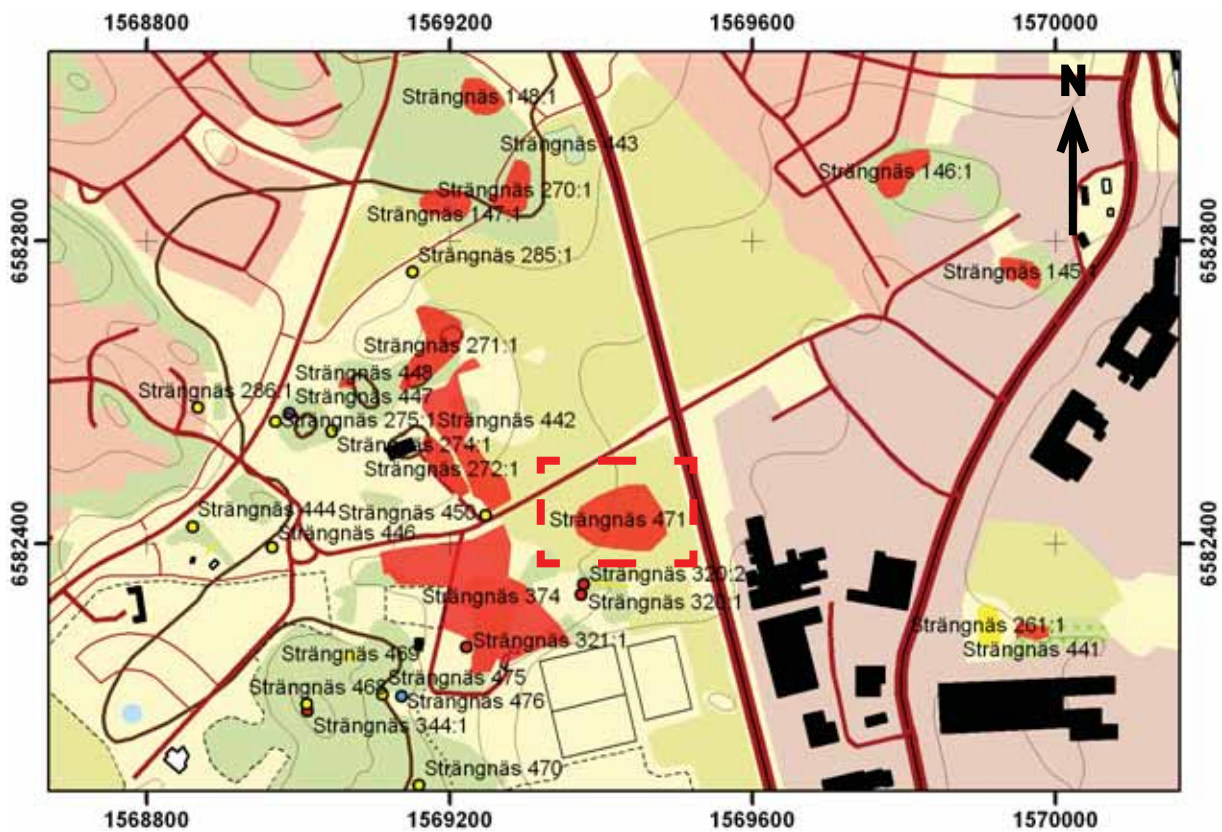 1568800 1569200 1569600 1570000
N
Strängnäs 148:1
Strängnäs 443
Strängnäs 146:1
Strängnäs 270:1
Strängnäs 147:1
6582800 6582800
Strängnäs 285:1
Strängnäs 145:1
Strängnäs 271:1
Strängnäs 448
Strängnäs 286:1
Strängnäs 447
Strängnäs 275:1 Strängnäs 442
Strängnäs 274:1
Strängnäs 272:1
Strängnäs 444 Strängnäs 450 Strängnäs 471
Strängnäs 446
6582400 6582400
Strängnäs 320:2
Strängnäs 374 Strängnäs 320:1
Strängnäs 261:1
Strängnäs 321:1
Strängnäs 469 Strängnäs 441
Strängnäs 475
Strängnäs 468
Strängnäs 476
Strängnäs 344:1
Strängnäs 470
1568800 1569200 1569600 1570000